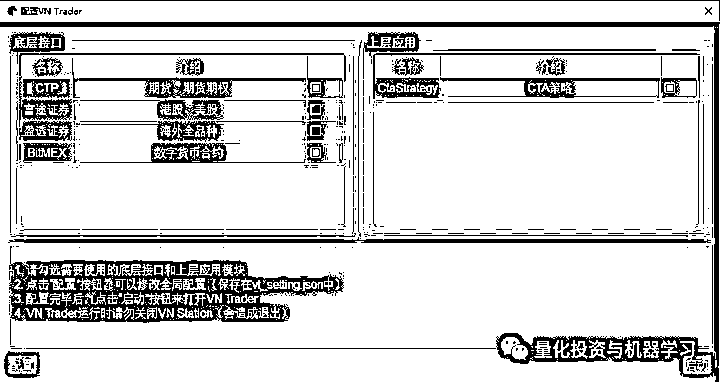 配置VN Trader
底层接口
名称 介绍
CTP 期货、期货期权
富途证券 港股、美股
盈透证券 海外全品种
BitMEX 数字货币合约
上层应用
名称 介绍
CtaStrategy CTA策略
1. 请勾选需要使用的底层接口和上层应用模块
2. 点击“配置”按钮，可以修改全局配置（保存在vt_setting.json中）
3. 配置完毕后，点击“启动”按钮来打开VN Trader
4. VN Trader运行时请勿关闭VN Station（会造成退出）
配置
启动
量化投资与机器学习